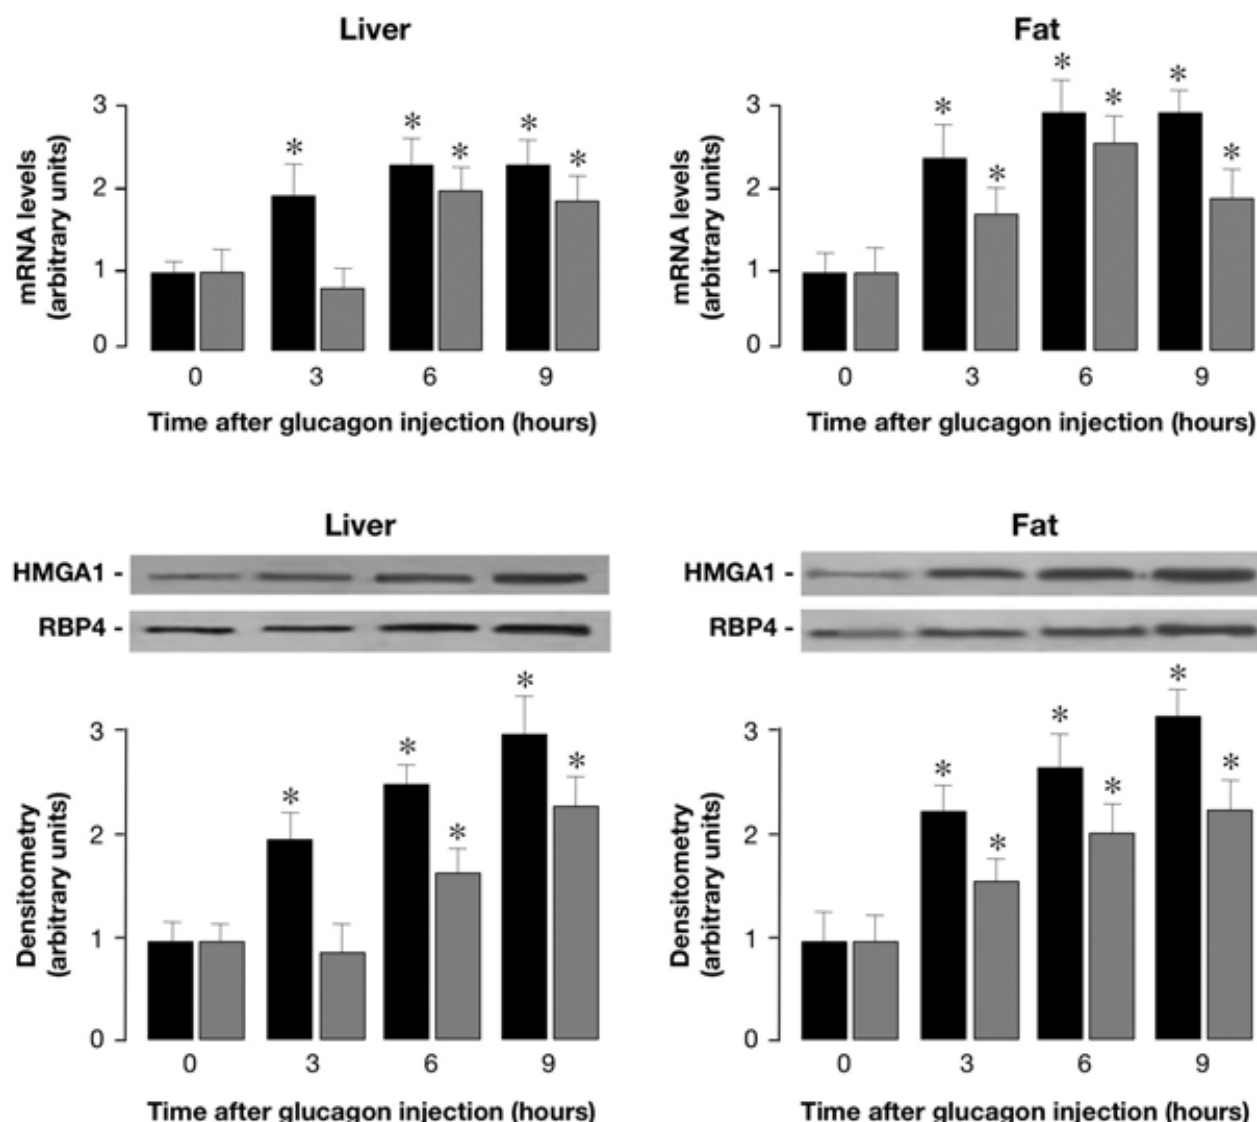 Liver
*
*
*
*
*
3
2
1
0
mRNA levels
(arbitrary units)
0 3 6 9
Time after glucagon injection (hours)
Fat
*
*
*
*
*
*
3
2
1
0
mRNA levels
(arbitrary units)
0 3 6 9
Time after glucagon injection (hours)
Liver
HMGA1 -
RBP4 -
*
*
*
*
*
3
2
1
0
Densitometry
(arbitrary units)
0 3 6 9
Time after glucagon injection (hours)
Fat
HMGA1 -
RBP4 -
*
*
*
*
*
*
3
2
1
0
Densitometry
(arbitrary units)
0 3 6 9
Time after glucagon injection (hours)